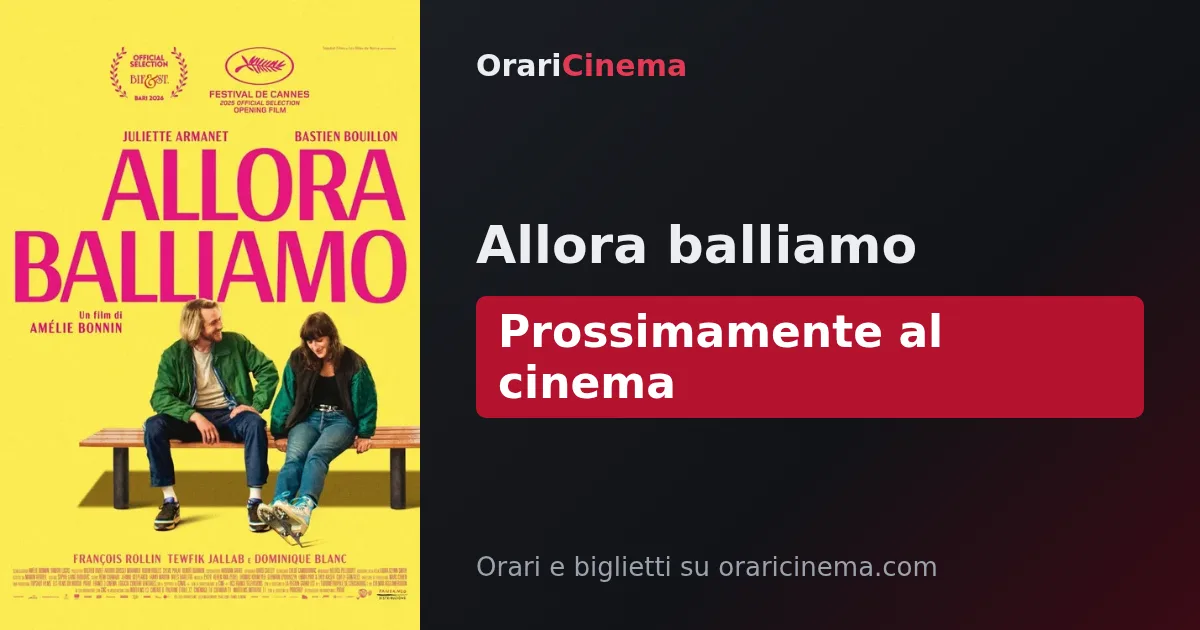 OFFICIAL
SELECTION
BIF&ST.
BARI 2026
FESTIVAL DE CANNES
2025 OFFICIAL SELECTION
OPENING FILM
JULIETTE ARMANET BASTIEN BOUILLON
ALLORA
BALLIAMO
Un film di
AMÉLIE BONNIN
FRANÇOIS ROLLIN TEWFIK JALLAB E DOMINIQUE BLANC
OrariCinema
Allora balliamo
Prossimamente al
cinema
Orari e biglietti su oraricinema.com